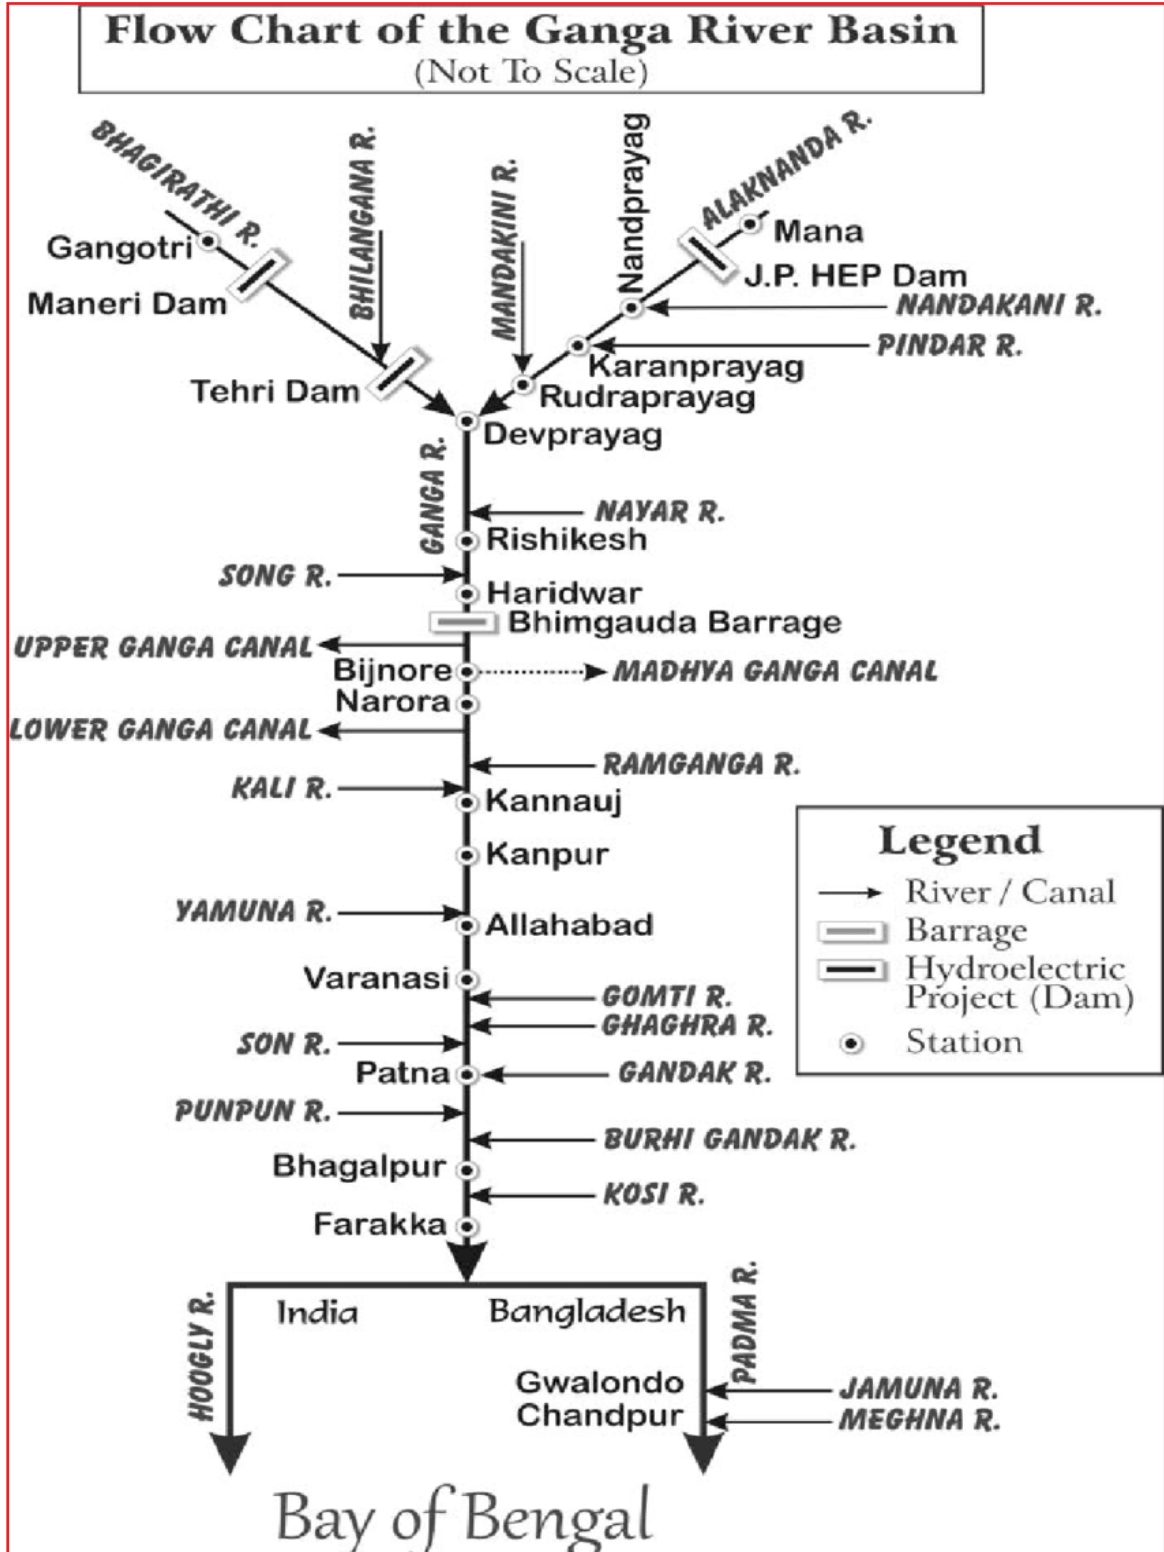 Flow Chart of the Ganga River Basin
(Not To Scale)
BHAGIRATHI R.
BHILANGANA R.
MANDAKINI R.
Nandprayag
ALAKNANDA R.
Gangotri
Mana
Maneri Dam
J.P. HEP Dam
NANDAKANI R.
PINDAR R.
Karanprayag
Tehri Dam
Rudraprayag
Devprayag
GANGA R.
NAYAR R.
Rishikesh
SONG R.
Haridwar
Bhimgauda Barrage
UPPER GANGA CANAL
Bijnore
MADHYA GANGA CANAL
Narora
LOWER GANGA CANAL
RAMGANGA R.
KALI R.
Kannauj
Kanpur
YAMUNA R.
Allahabad
Varanasi
GOMTI R.
GHAGHRA R.
SON R.
Patna
GANDAK R.
PUNPUN R.
BURHI GANDAK R.
Bhagalpur
KOSI R.
Farakka
Legend
River / Canal
Barrage
Hydroelectric
Project (Dam)
Station
HOOGLY R.
India
Bangladesh
PADMA R.
Gwalondo
JAMUNA R.
Chandpur
MEGHNA R.
Bay of Bengal